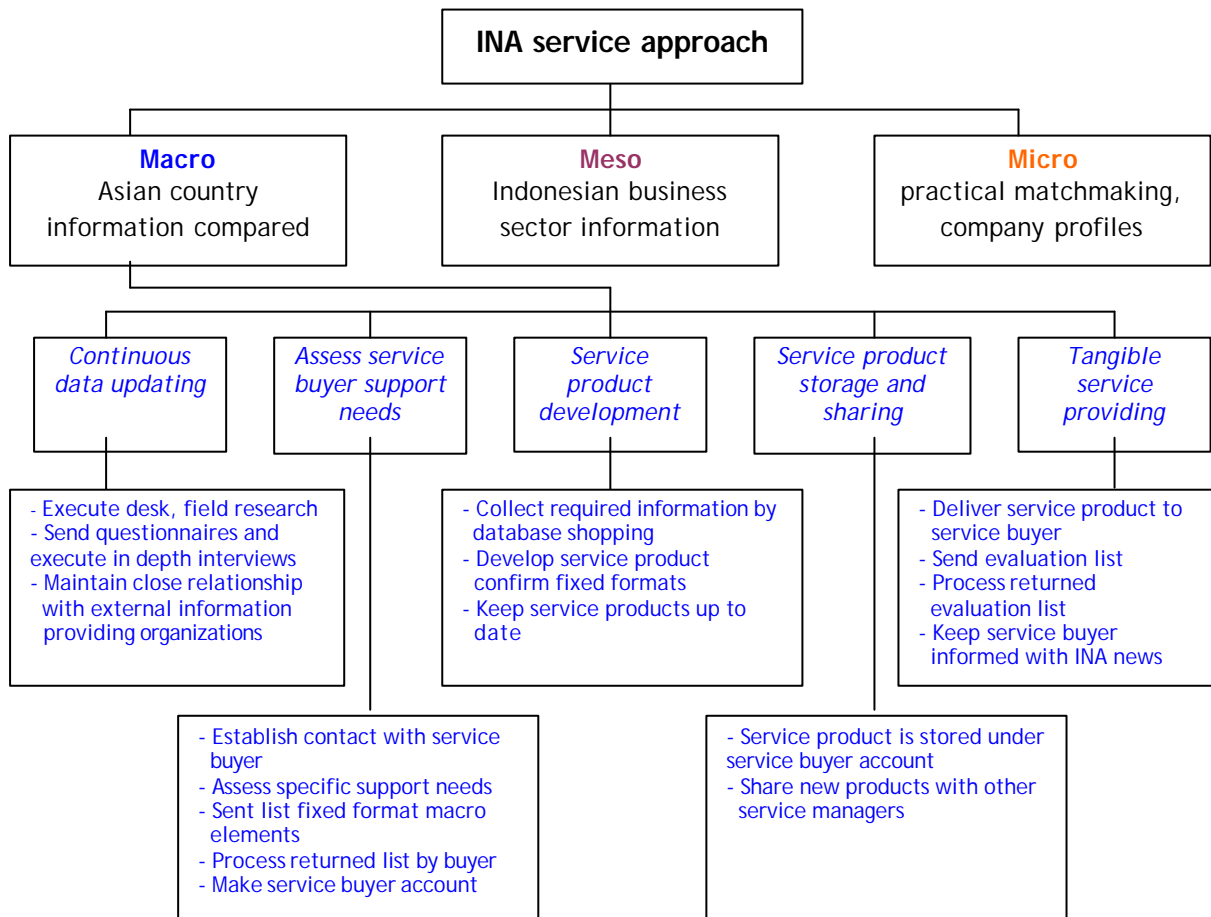 INA service approach
Macro
Asian country
information compared
Meso
Indonesian business
sector information
Micro
practical matchmaking,
company profiles
Continuous
data updating
Assess service
buyer support
needs
Service
product
development
Service product
storage and
sharing
Tangible
service
providing
- Execute desk, field research
- Send questionnaires and
execute in depth interviews
- Maintain close relationship
with external information
providing organizations
- Collect required information by
database shopping
- Develop service product
confirm fixed formats
- Keep service products up to
date
- Deliver service product to
service buyer
- Send evaluation list
- Process returned
evaluation list
- Keep service buyer
informed with INA news
- Establish contact with service
buyer
- Assess specific support needs
- Sent list fixed format macro
elements
- Process returned list by buyer
- Make service buyer account
- Service product is stored under
service buyer account
- Share new products with other
service managers